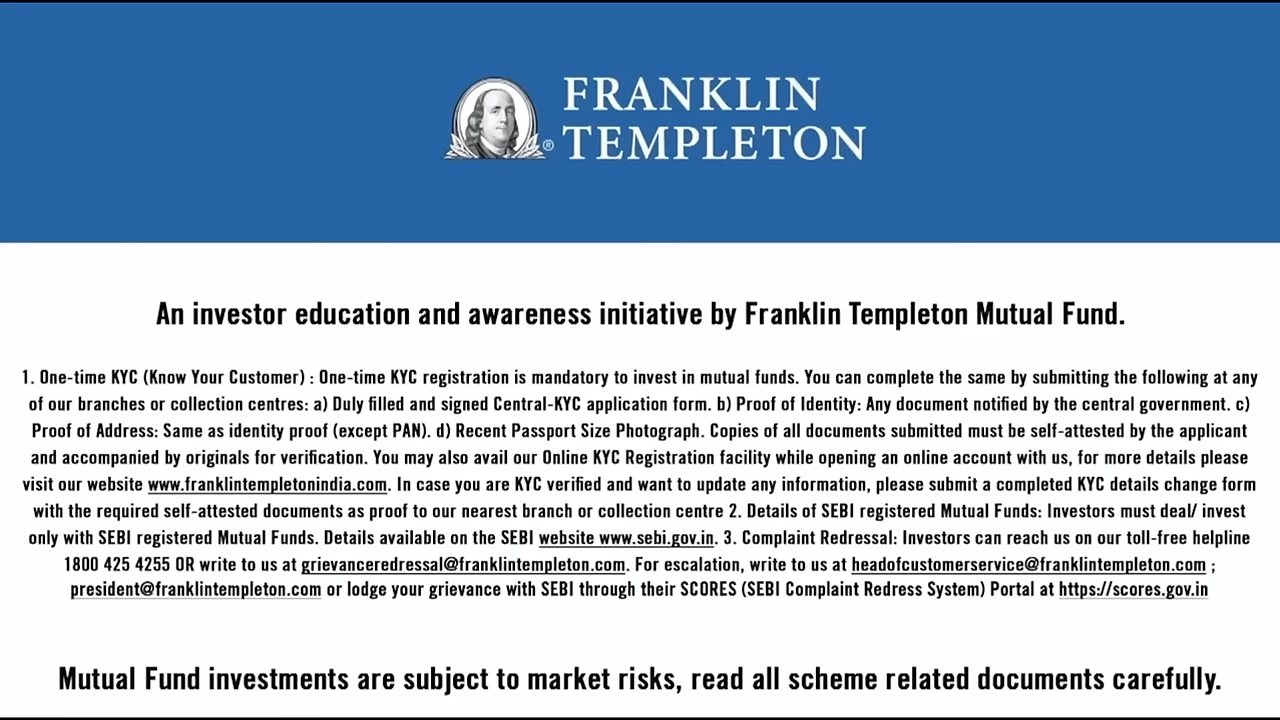 FRANKLIN
TEMPLETON
®
An investor education and awareness initiative by Franklin Templeton Mutual Fund.
1. One-time KYC (Know Your Customer) : One-time KYC registration is mandatory to invest in mutual funds. You can complete the same by submitting the following at any
of our branches or collection centres: a) Duly filled and signed Central-KYC application form. b) Proof of Identity: Any document notified by the central government. c)
Proof of Address: Same as identity proof (except PAN). d) Recent Passport Size Photograph. Copies of all documents submitted must be self-attested by the applicant
and accompanied by originals for verification. You may also avail our Online KYC Registration facility while opening an online account with us, for more details please
visit our website www.franklintempletonindia.com. In case you are KYC verified and want to update any information, please submit a completed KYC details change form
with the required self-attested documents as proof to our nearest branch or collection centre 2. Details of SEBI registered Mutual Funds: Investors must deal/ invest
only with SEBI registered Mutual Funds. Details available on the SEBI website www.sebi.gov.in. 3. Complaint Redressal: Investors can reach us on our toll-free helpline
1800 425 4255 OR write to us at grievanceredressal@franklintempleton.com. For escalation, write to us at headofcustomerservice@franklintempleton.com ;
president@franklintempleton.com or lodge your grievance with SEBI through their SCORES (SEBI Complaint Redress System) Portal at https://scores.gov.in
Mutual Fund investments are subject to market risks, read all scheme related documents carefully.